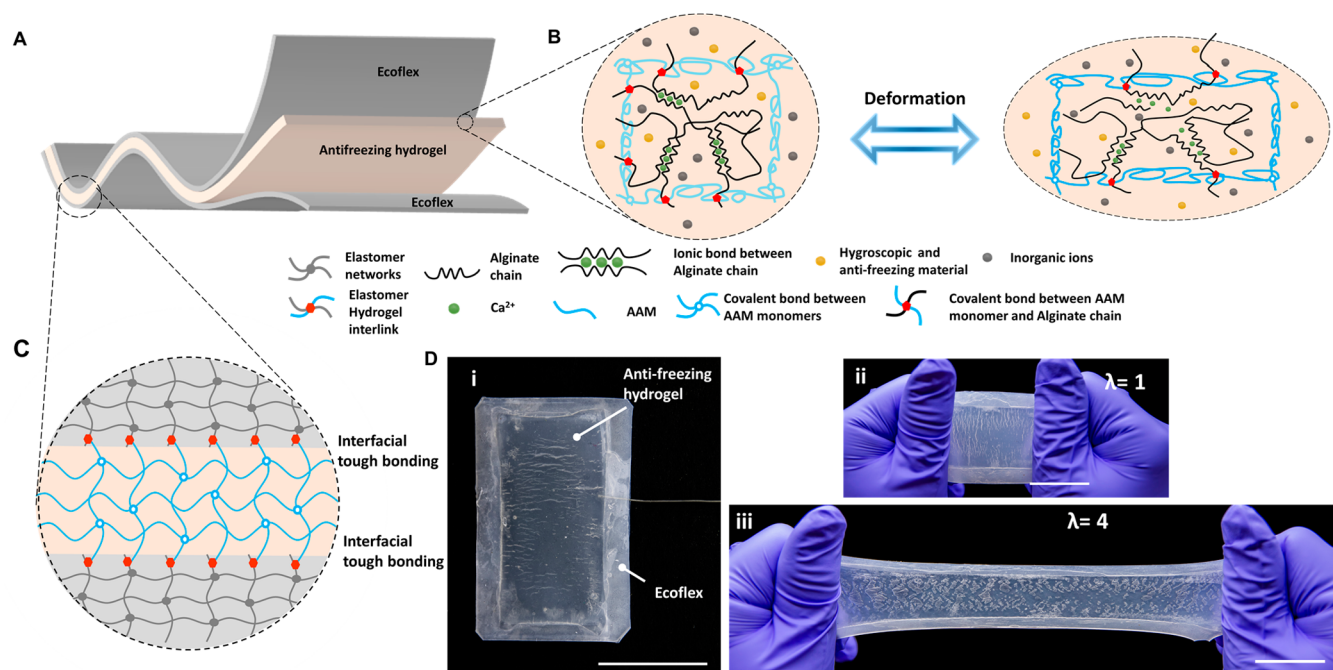 A
Ecoflex
Antifreezing hydrogel
Ecoflex
B
Deformation
Elastomer
networks
Alginate
chain
Ionic bond between
Alginate chain
Hygroscopic and
anti-freezing material
Inorganic ions
Elastomer
Hydrogel
interlink
Ca²⁺
AAM
Covalent bond between
AAM monomers
Covalent bond between AAM
monomer and Alginate chain
C
Interfacial
tough bonding
Interfacial
tough bonding
D
i
Anti-freezing
hydrogel
Ecoflex
ii
λ= 1
iii
λ= 4